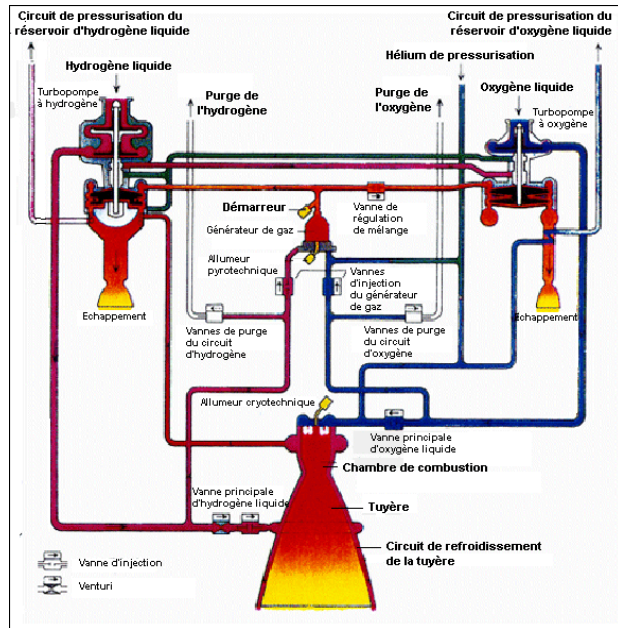 Circuit de pressurisation du
réservoir d'hydrogène liquide
Circuit de pressurisation du
réservoir d'oxygène liquide
Hydrogène liquide
Hélium de pressurisation
Turbopompe
à hydrogène
Purge de
l'hydrogène
Purge de
l'oxygène
Oxygène liquide
Turbopompe
à oxygène
Démarreur
Générateur de gaz
Vanne de
régulation
de mélange
Allumeur
pyrotechnique
Vannes
d'injection
du générateur
de gaz
Echappement
Echappement
Vannes de purge
du circuit
d'hydrogène
Vannes de purge
du circuit
d'oxygène
Allumeur cryotechnique
Vanne principale
d'oxygène liquide
Chambre de combustion
Vanne principale
d'hydrogène liquide
Tuyère
Circuit de refroidissement
de la tuyère
Vanne d'injection
Venturi